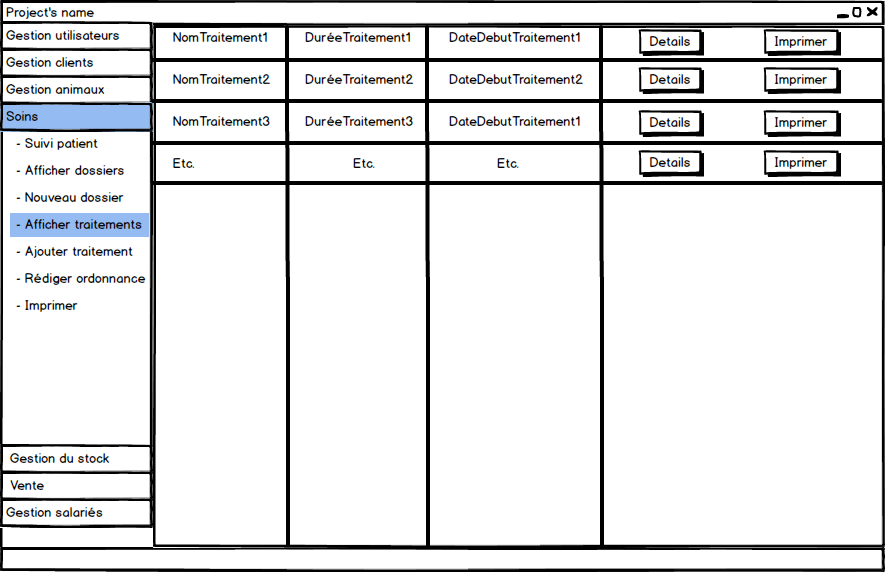 Project's name
Gestion utilisateurs
Gestion clients
Gestion animaux
Soins
- Suivi patient
- Afficher dossiers
- Nouveau dossier
- Afficher traitements
- Ajouter traitement
- Rédiger ordonnance
- Imprimer
Gestion du stock
Vente
Gestion salariés
NomTraitement1 DuréeTraitement1 DateDebutTraitement1 Details Imprimer
NomTraitement2 DuréeTraitement2 DateDebutTraitement2 Details Imprimer
NomTraitement3 DuréeTraitement3 DateDebutTraitement1 Details Imprimer
Etc. Etc. Etc. Details Imprimer